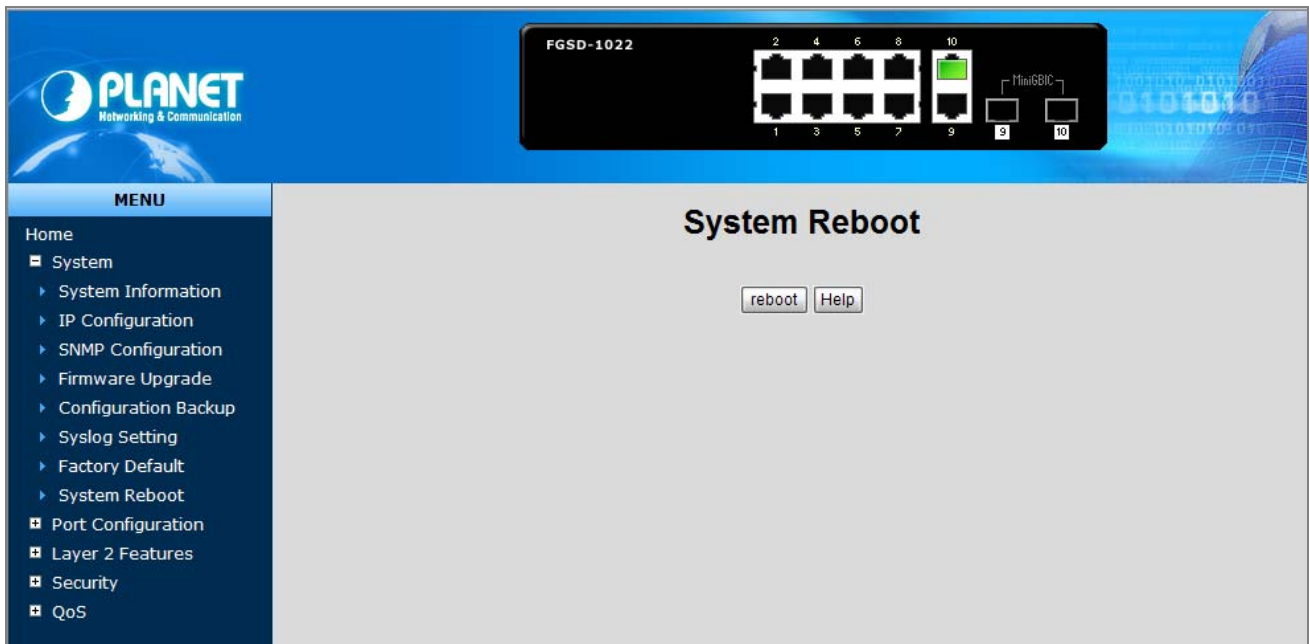 PLANET
Networking & Communication
FGSD-1022
2 4 6 8 10
MiniGBIC
1 3 5 7 9 9 10
MENU
Home
System
System Information
IP Configuration
SNMP Configuration
Firmware Upgrade
Configuration Backup
Syslog Setting
Factory Default
System Reboot
Port Configuration
Layer 2 Features
Security
QoS
System Reboot
reboot Help